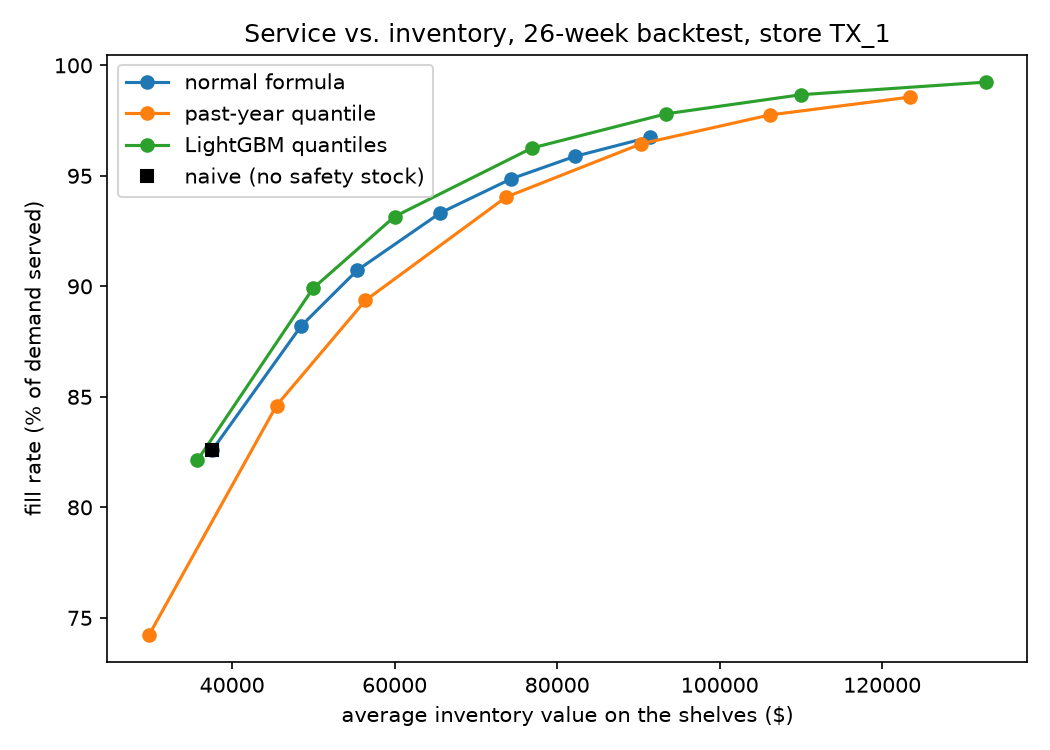 Service vs. inventory, 26-week backtest, store TX_1
normal formula
past-year quantile
LightGBM quantiles
naive (no safety stock)
fill rate (% of demand served)
100
95
90
85
80
75
40000
60000
80000
100000
120000
average inventory value on the shelves ($)